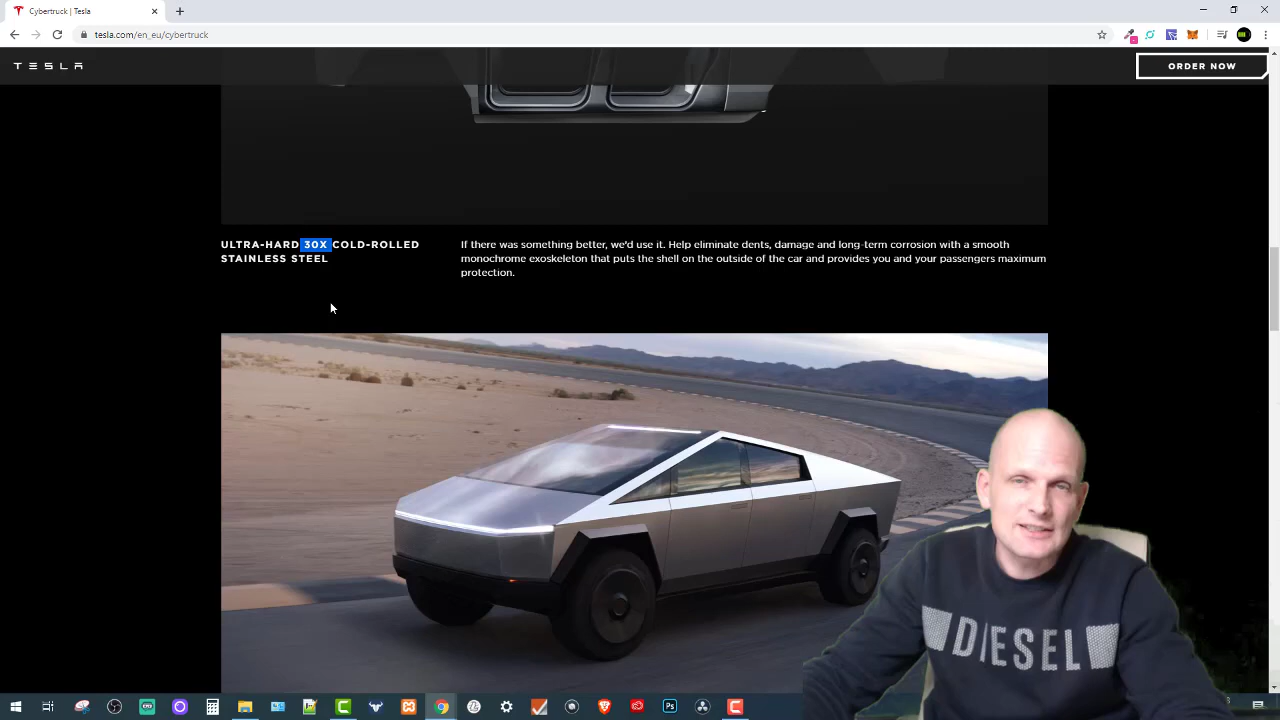 Cybertruck | Tesla
tesla.com/en_eu/cybertruck
TESLA
ORDER NOW
ULTRA-HARD 30X COLD-ROLLED
STAINLESS STEEL
If there was something better, we'd use it. Help eliminate dents, damage and long-term corrosion with a smooth
monochrome exoskeleton that puts the shell on the outside of the car and provides you and your passengers maximum
protection.
DIESEL
Ps